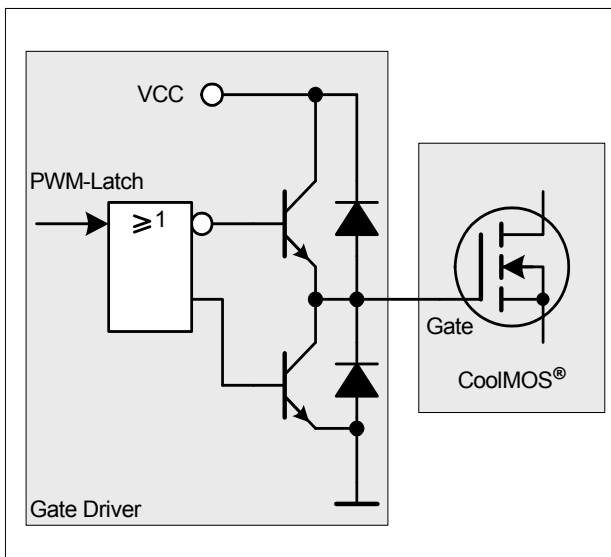 VCC
PWM-Latch
≥1
Gate
CoolMOS®
Gate Driver